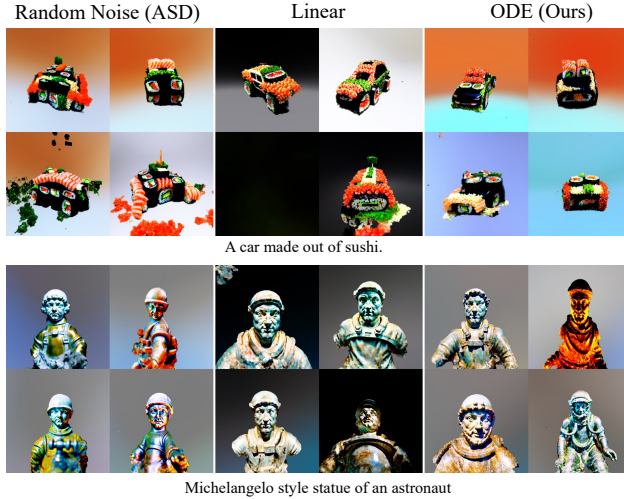 Random Noise (ASD) Linear ODE (Ours)
A car made out of sushi.
Michelangelo style statue of an astronaut